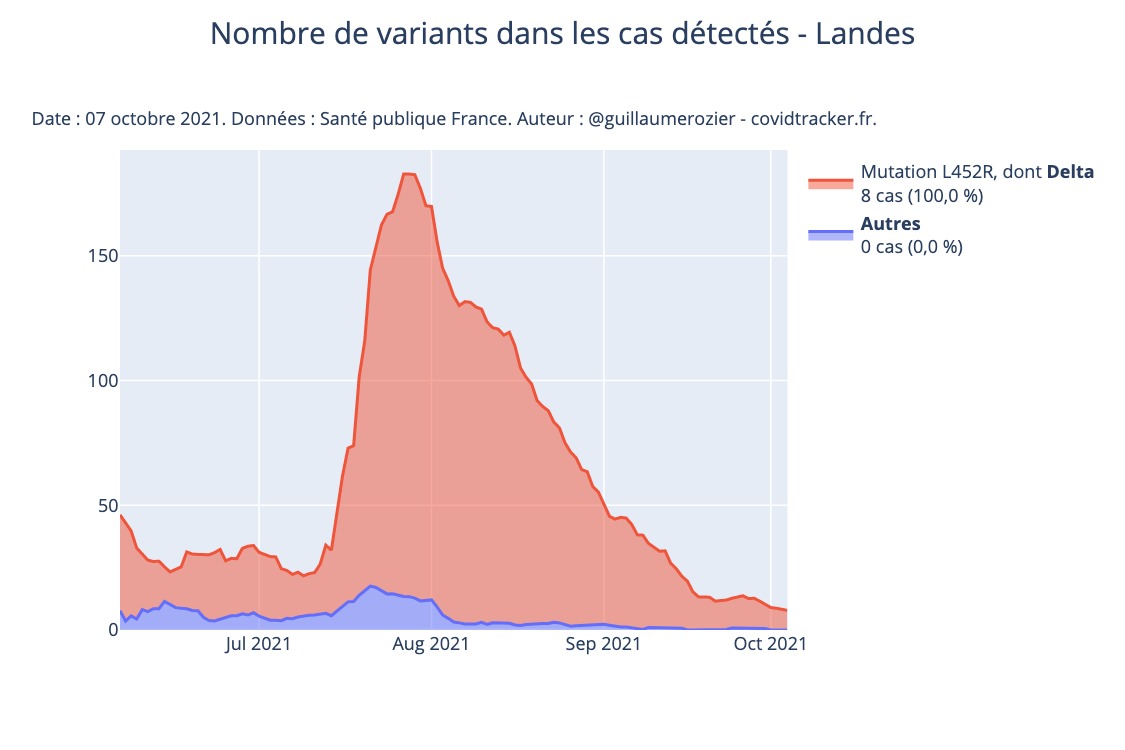 Nombre de variants dans les cas détectés - Landes
Date : 07 octobre 2021. Données : Santé publique France. Auteur : @guillaumerozier - covidtracker.fr.
Mutation L452R, dont Delta
8 cas (100,0 %)
Autres
0 cas (0,0 %)
150
100
50
0
Jul 2021
Aug 2021
Sep 2021
Oct 2021